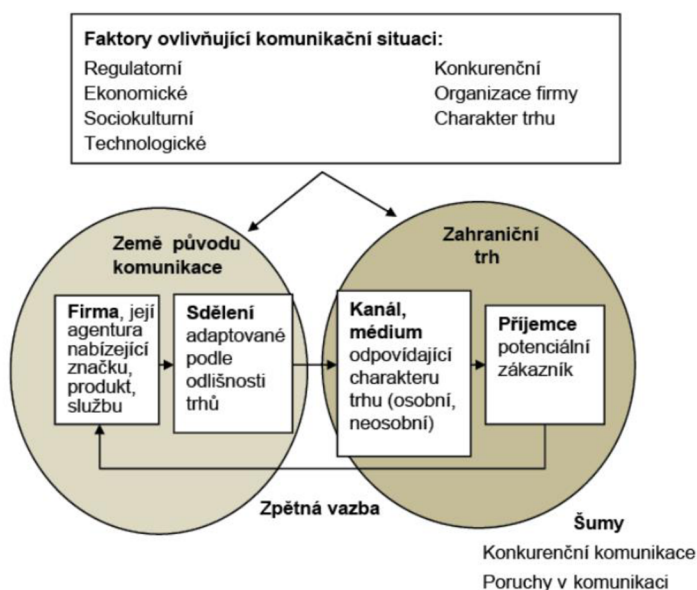 Faktory ovlivňující komunikační situaci:
Regulatorní
Ekonomické
Sociokulturní
Technologické
Konkurenční
Organizace firmy
Charakter trhu
Země původu
komunikace
Zahraniční
trh
Firma, její
agentura
nabízející
značku,
produkt,
službu
Sdělení
adaptované
podle
odlišnosti
trhů
Kanál,
médium
odpovídající
charakteru
trhu (osobní,
neosobní)
Příjemce
potenciální
zákazník
Zpětná vazba
Šumy
Konkurenční komunikace
Poruchy v komunikaci